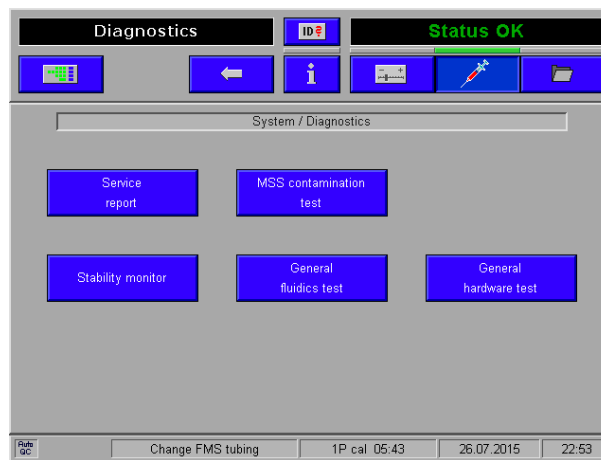 Diagnostics
ID
Status OK
i
- +
System / Diagnostics
Service
report
MSS contamination
test
Stability monitor
General
fluidics test
General
hardware test
Auto
QC
Change FMS tubing
1P cal 05:43
26.07.2015
22:53